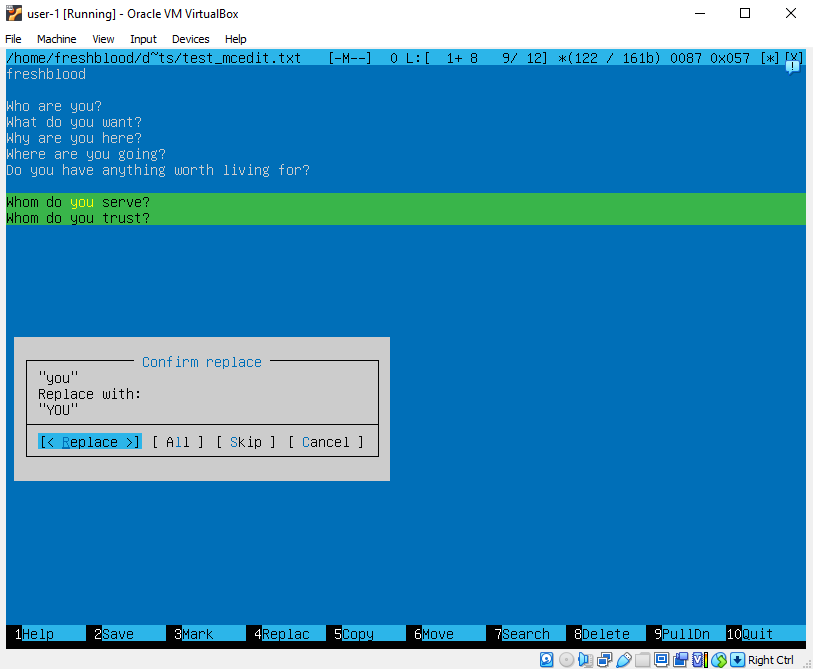 user-1 [Running] - Oracle VM VirtualBox
File Machine View Input Devices Help
/home/freshblood/d~ts/test_mcedit.txt [-M--] 0 L:[ 1+ 8 9/ 12] *(122 / 161b) 0087 0x057 [*][X]
freshblood
Who are you?
What do you want?
Why are you here?
Where are you going?
Do you have anything worth living for?
Whom do you serve?
Whom do you trust?
Confirm replace
"you"
Replace with:
"YOU"
[< Replace >] [ All ] [ Skip ] [ Cancel ]
1Help 2Save 3Mark 4Replac 5Copy 6Move 7Search 8Delete 9PullDn 10Quit
Right Ctrl